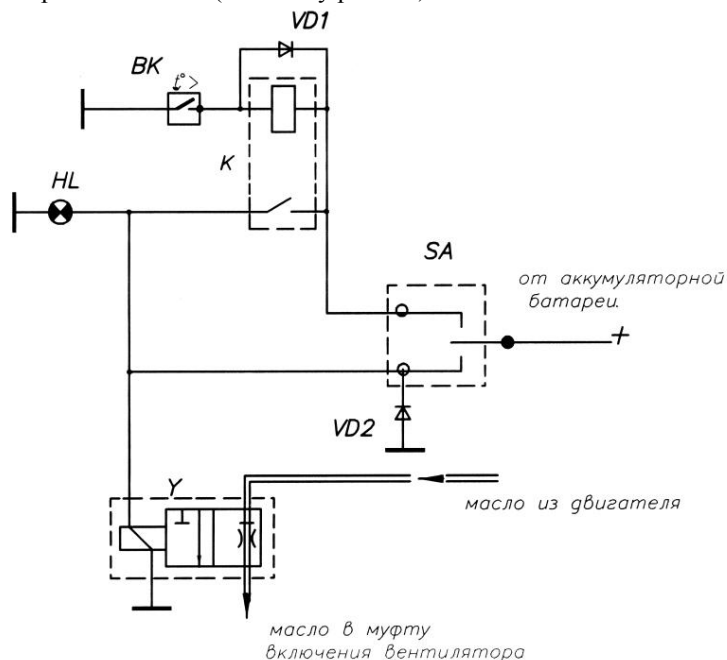 VD1
BK
t°>
K
HL
SA
от аккумуляторной
батареи.
+
VD2
Y
масло из двигателя
масло в муфту
включения вентилятора